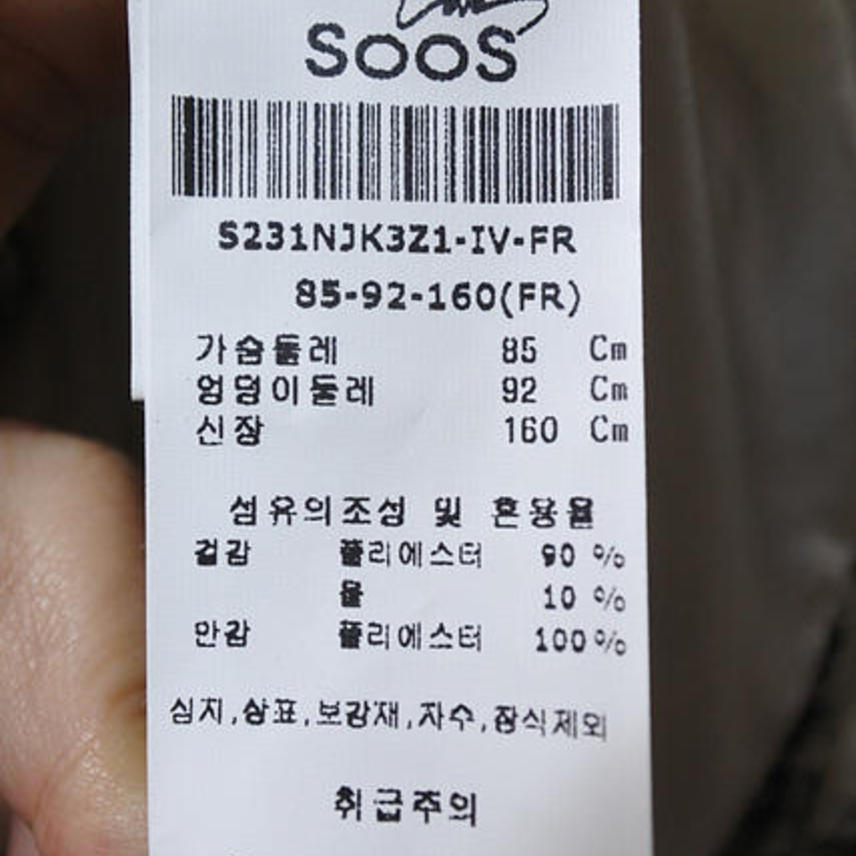 SOOS
S231NJK3Z1-IV-FR
85-92-160(FR)
가슴둘레 85 Cm
엉덩이둘레 92 Cm
신장 160 Cm
섬유의조성 및 혼용율
겉감 폴리에스터 90 %
울 10 %
안감 폴리에스터 100%
심지,상표,보강재,자수,장식제외
취급주의